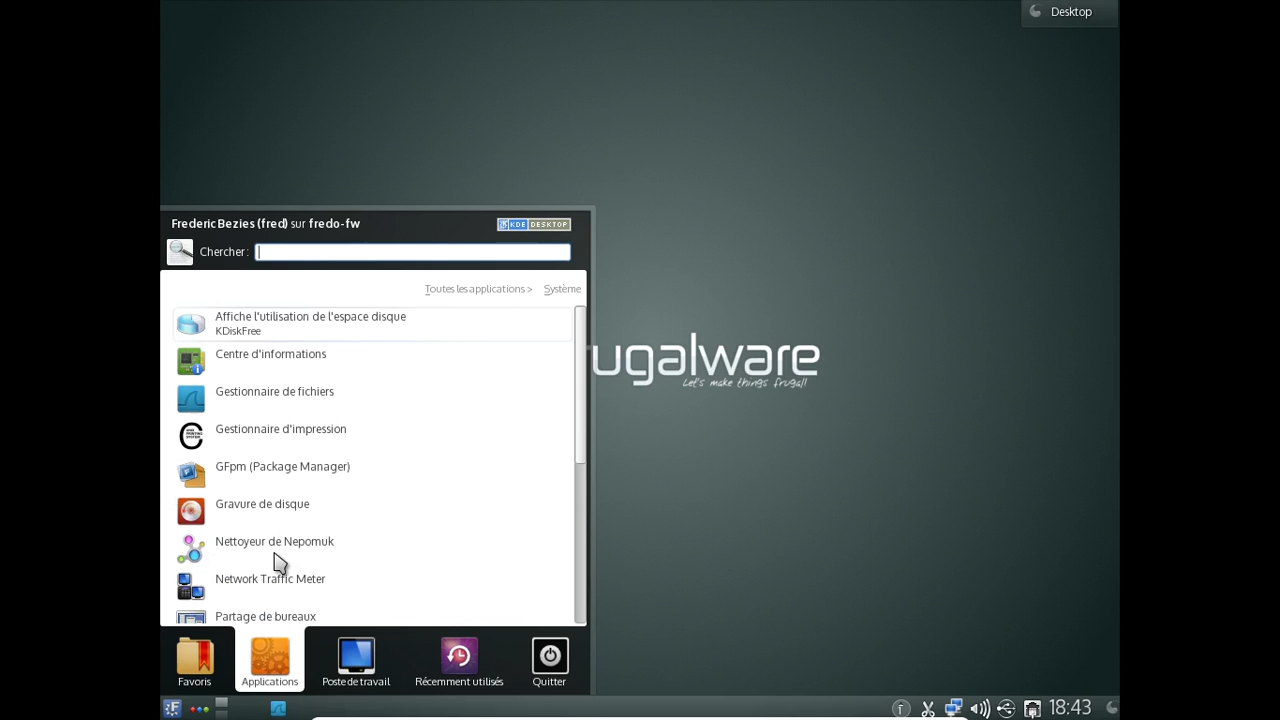 Desktop
Frederic Bezies (fred) sur fredo-fw
KDE DESKTOP
Chercher :
Toutes les applications > Système
Affiche l'utilisation de l'espace disque
KDiskFree
Centre d'informations
Gestionnaire de fichiers
Gestionnaire d'impression
GFpm (Package Manager)
Gravure de disque
Nettoyeur de Nepomuk
Network Traffic Meter
Partage de bureaux
rugalware
Let's make things frugal!
Favoris
Applications
Poste de travail
Récemment utilisés
Quitter
18:43